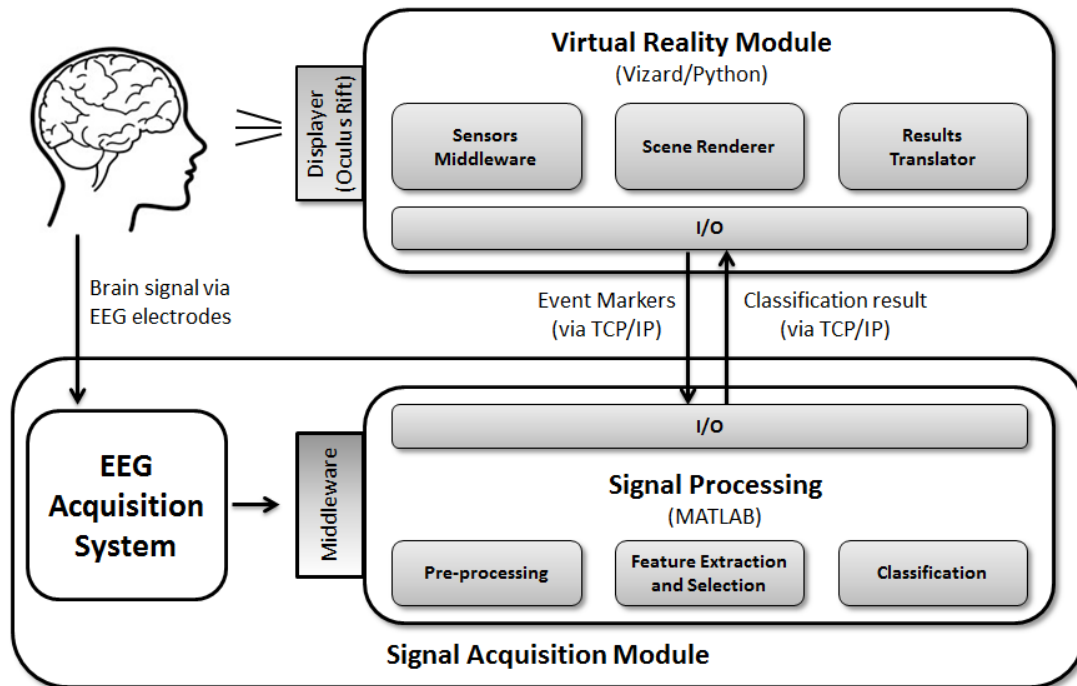 Virtual Reality Module
(Vizard/Python)
Displayer
(Oculus Rift)
Sensors
Middleware
Scene Renderer
Results
Translator
I/O
Brain signal via
EEG electrodes
Event Markers
(via TCP/IP)
Classification result
(via TCP/IP)
EEG
Acquisition
System
Middleware
I/O
Signal Processing
(MATLAB)
Pre-processing
Feature Extraction
and Selection
Classification
Signal Acquisition Module